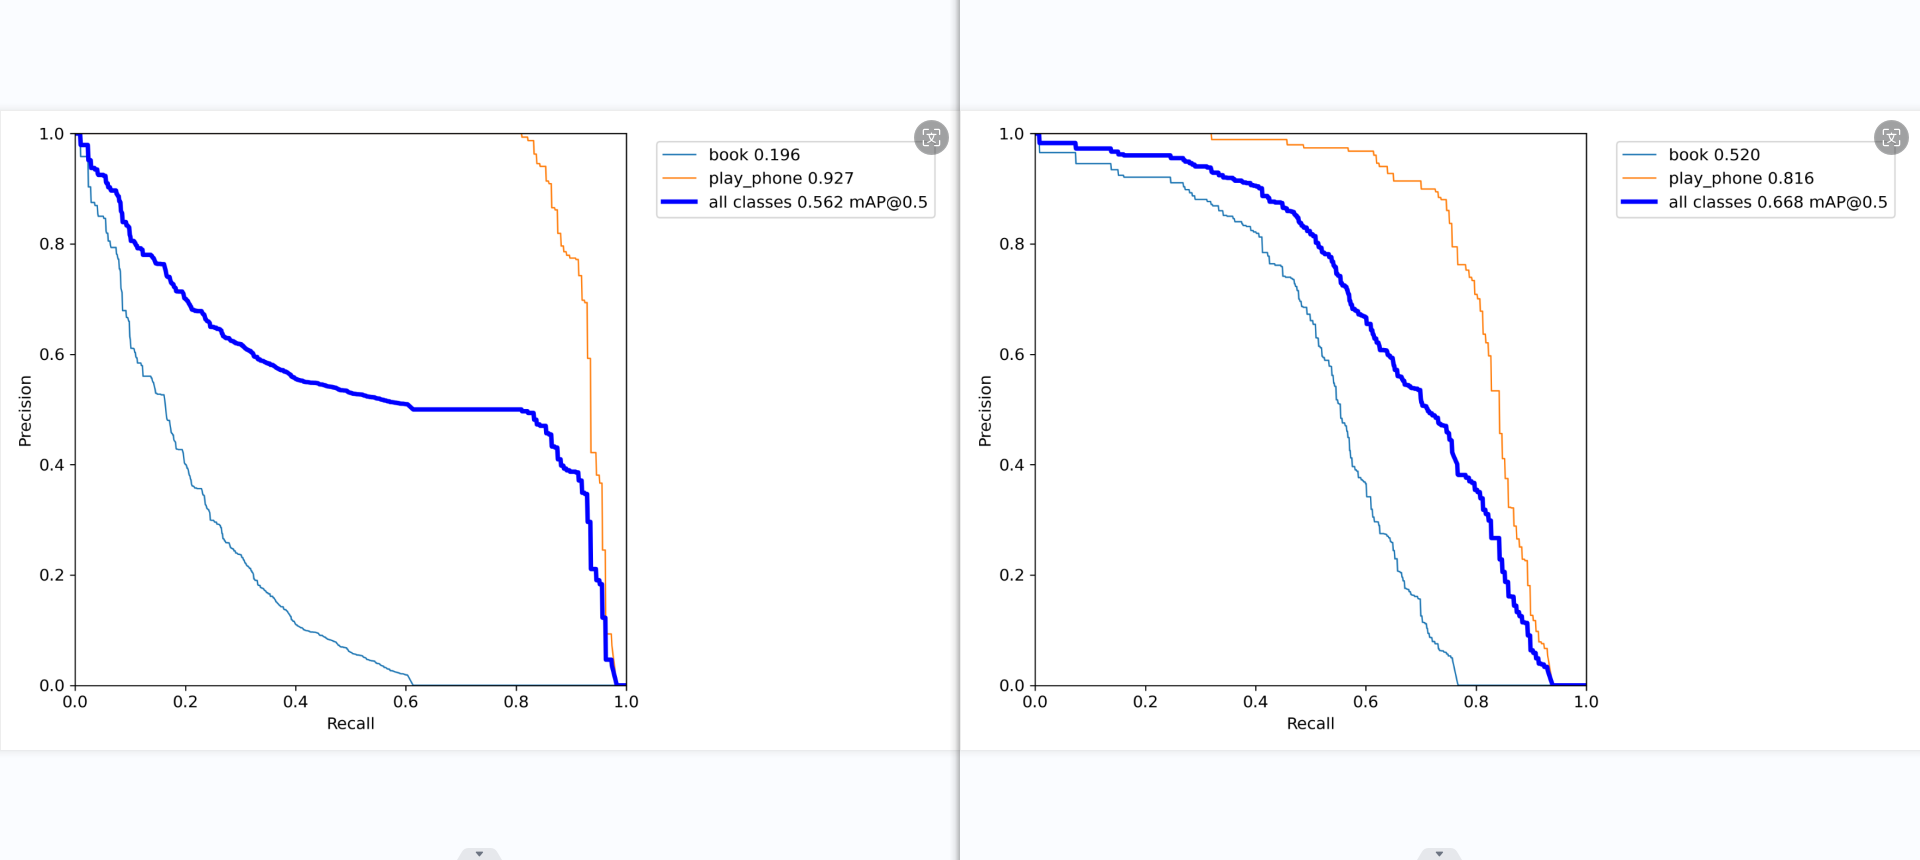 book 0.196
play_phone 0.927
all classes 0.562 mAP@0.5
1.0
0.8
0.6
0.4
0.2
0.0
Precision
0.0 0.2 0.4 0.6 0.8 1.0
Recall
book 0.520
play_phone 0.816
all classes 0.668 mAP@0.5
1.0
0.8
0.6
0.4
0.2
0.0
Precision
0.0 0.2 0.4 0.6 0.8 1.0
Recall